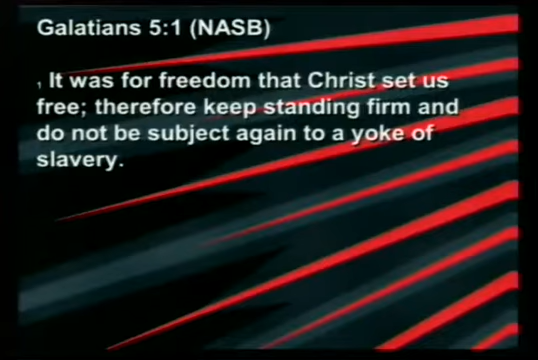 Galatians 5:1 (NASB)
1 It was for freedom that Christ set us
free; therefore keep standing firm and
do not be subject again to a yoke of
slavery.